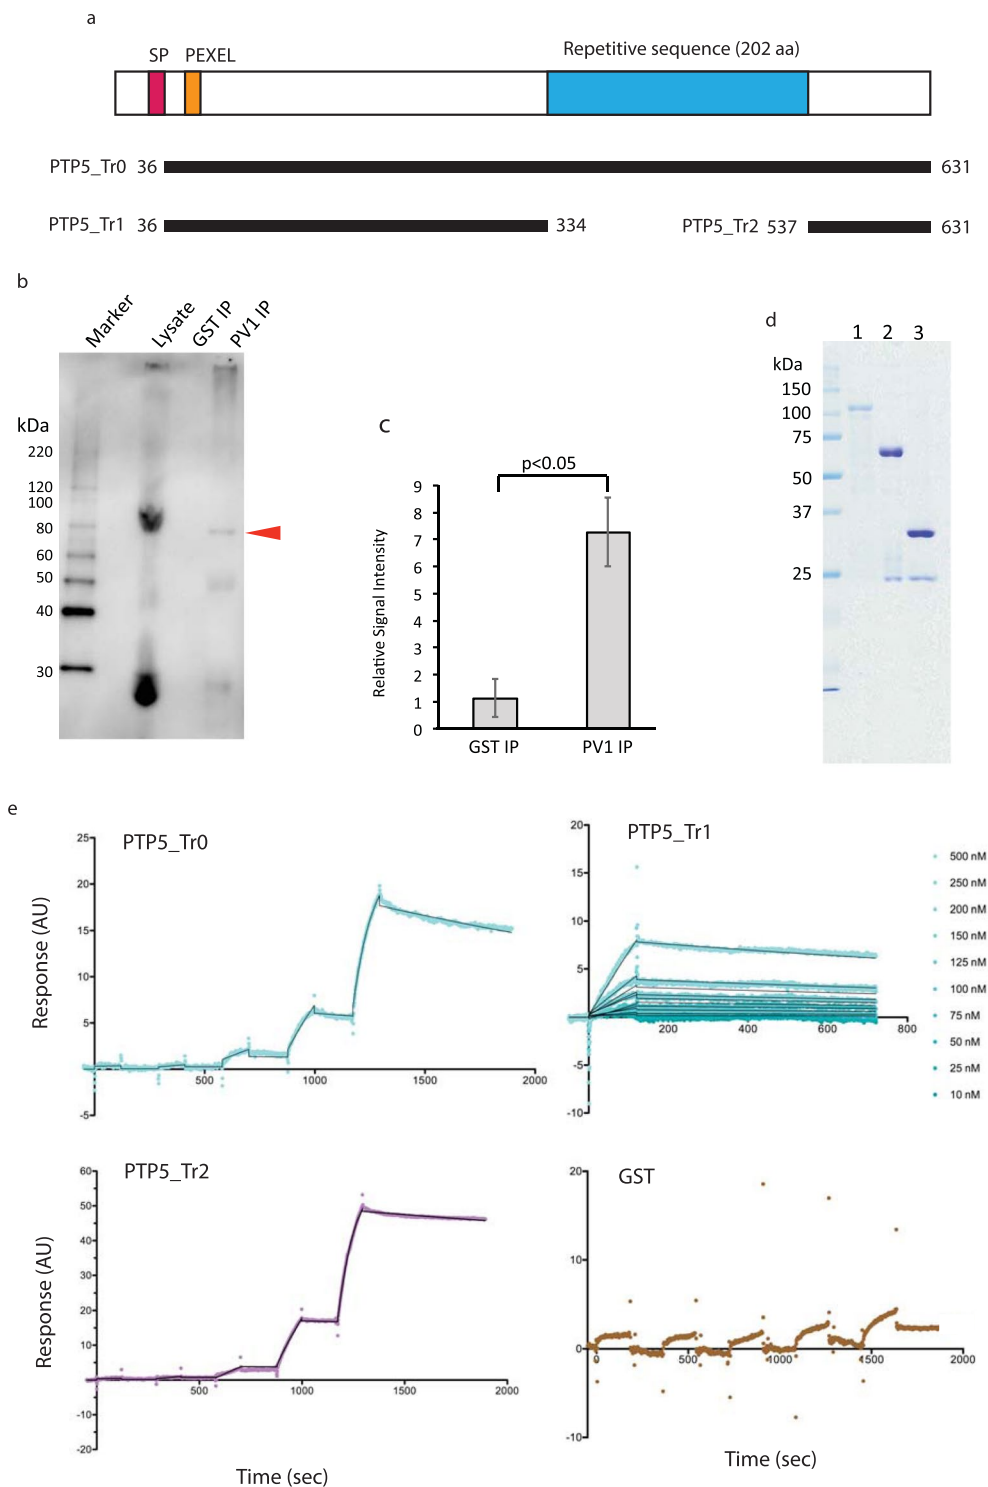 a
SP PEXEL Repetitive sequence (202 aa)
PTP5_Tr0 36 631
PTP5_Tr1 36 334 PTP5_Tr2 537 631
b
Marker
Lysate
GST IP
PV1 IP
kDa
220
120
100
80
60
50
40
30
c
p<0.05
9
8
7
6
5
4
3
2
1
0
Relative Signal Intensity
GST IP PV1 IP
d
1 2 3
kDa
150
100
75
50
37
25
e
PTP5_Tr0
25
20
15
10
5
-5
500 1000 1500 2000
Response (AU)
PTP5_Tr1
20
15
10
5
-5
-10
200 400 600 800
500 nM
250 nM
200 nM
150 nM
125 nM
100 nM
75 nM
50 nM
25 nM
10 nM
PTP5_Tr2
60
50
40
30
20
10
0
-10
-20
500 1000 1500 2000
Response (AU)
Time (sec)
GST
20
10
0
-10
0 500 1000 1500 2000
Time (sec)